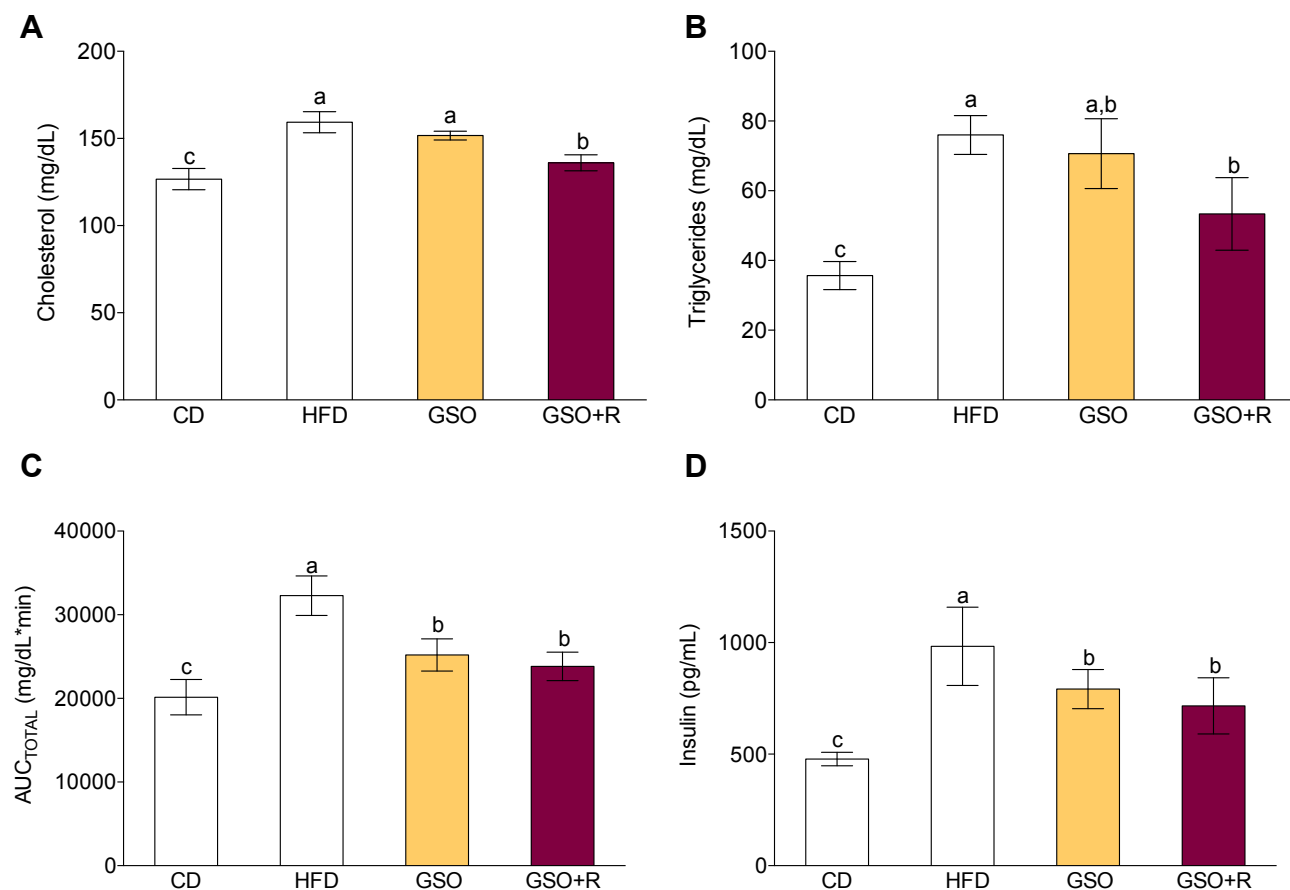 A
Cholesterol (mg/dL)
200
150
100
50
0
c
a
a
b
CD HFD GSO GSO+R
B
Triglycerides (mg/dL)
100
80
60
40
20
0
c
a
a,b
b
CD HFD GSO GSO+R
C
AUCTOTAL (mg/dL*min)
40000
30000
20000
10000
0
c
a
b
b
CD HFD GSO GSO+R
D
Insulin (pg/mL)
1500
1000
500
0
c
a
b
b
CD HFD GSO GSO+R